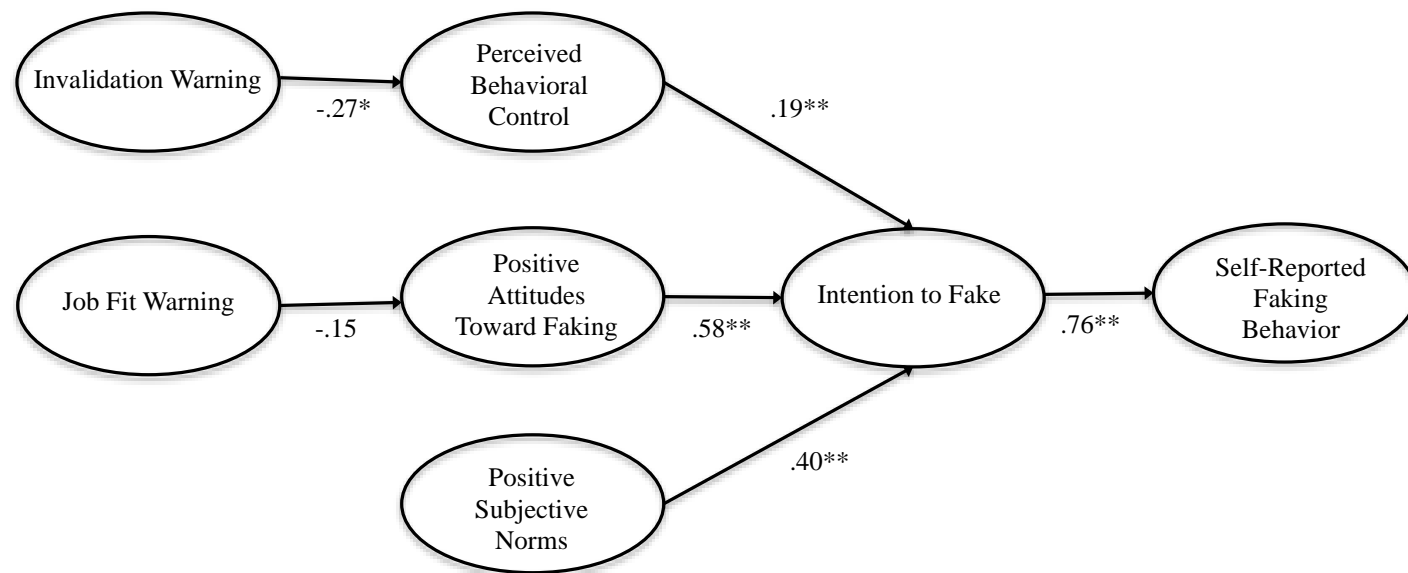 Invalidation Warning
-.27*
Perceived
Behavioral
Control
.19**
Job Fit Warning
-.15
Positive
Attitudes
Toward Faking
.58**
Intention to Fake
.76**
Self-Reported
Faking
Behavior
Positive
Subjective
Norms
.40**